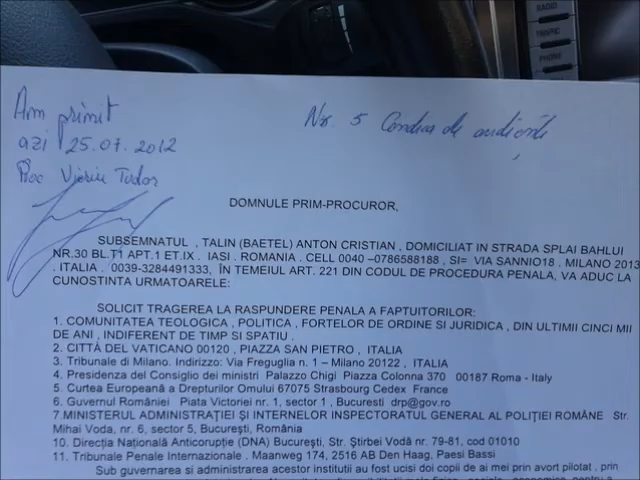 RADIO
TRAFFIC
PHONE
Am primit
azi 25.07.2012
Proc Tudor
Nr. 5 de audiențe
DOMNULE PRIM-PROCUROR,
SUBSEMNATUL , TALIN (BAETEL) ANTON CRISTIAN , DOMICILIAT IN STRADA SPLAI BAHLUI
NR.30 BL.T1 APT.1 ET.IX . IASI . ROMANIA . CELL 0040 –0786588188 , SI= VIA SANNIO18 . MILANO 2013
. ITALIA . 0039-3284491333, ÎN TEMEIUL ART. 221 DIN CODUL DE PROCEDURA PENALA, VA ADUC LA
CUNOSTINTA URMATOARELE:
SOLICIT TRAGEREA LA RASPUNDERE PENALA A FAPTUITORILOR:
1. COMUNITATEA TEOLOGICA , POLITICA , FORTELOR DE ORDINE SI JURIDICA , DIN ULTIMII CINCI MII
DE ANI , INDIFERENT DE TIMP SI SPATIU .
2. CITTÀ DEL VATICANO 00120 , PIAZZA SAN PIETRO , ITALIA
3. Tribunale di Milano. Indirizzo: Via Freguglia n. 1 – Milano 20122 , ITALIA
4. Presidenza del Consiglio dei ministri Palazzo Chigi Piazza Colonna 370 00187 Roma - Italy
5. Curtea Europeană a Drepturilor Omului 67075 Strasbourg Cedex France
6. Guvernul României Piata Victoriei nr. 1, sector 1 , Bucuresti drp@gov.ro
7.MINISTERUL ADMINISTRAŢIEI ŞI INTERNELOR INSPECTORATUL GENERAL AL POLIŢIEI ROMÂNE Str.
Mihai Voda, nr. 6, sector 5, Bucureşti, România
10. Direcția Națională Anticorupție (DNA) București, Str. Știrbei Vodă nr. 79-81, cod 01010
11. Tribunale Penale Internazionale . Maanweg 174, 2516 AB Den Haag, Paesi Bassi
Sub guvernarea si administrarea acestor institutii au fost ucisi doi copii de ai mei prin avort pilotat , prin